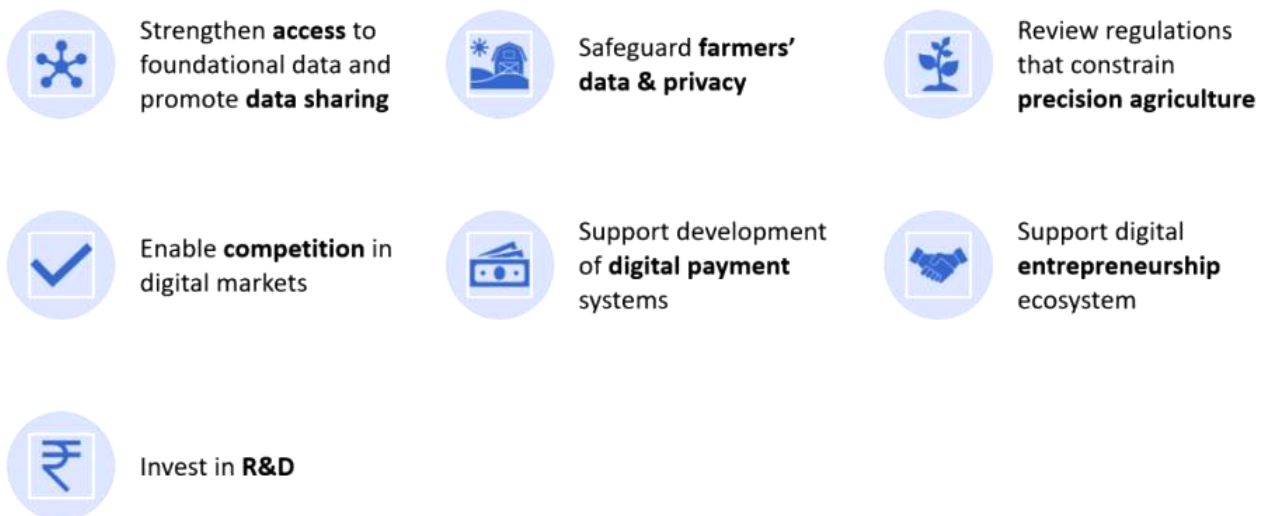 Strengthen access to
foundational data and
promote data sharing
Safeguard farmers’
data & privacy
Review regulations
that constrain
precision agriculture
Enable competition in
digital markets
Support development
of digital payment
systems
Support digital
entrepreneurship
ecosystem
₹
Invest in R&D